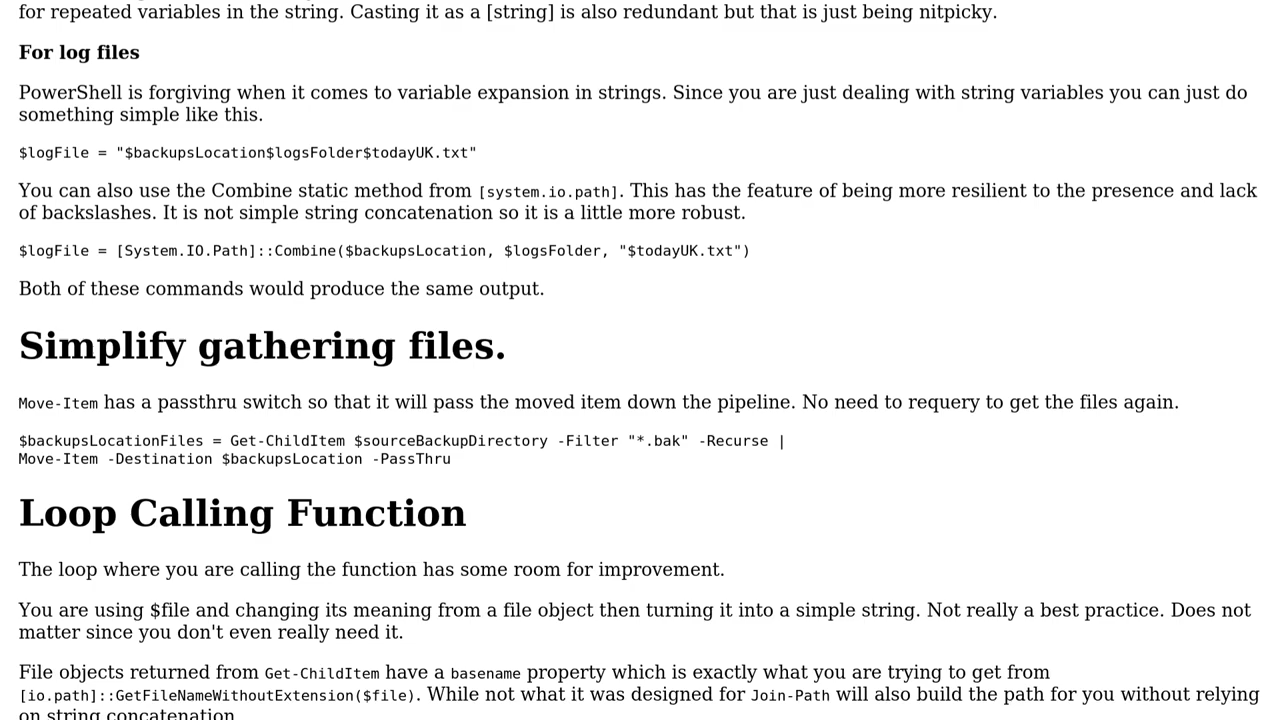 for repeated variables in the string. Casting it as a [string] is also redundant but that is just being nitpicky.
For log files
PowerShell is forgiving when it comes to variable expansion in strings. Since you are just dealing with string variables you can just do
something simple like this.
$logFile = "$backupsLocation$logsFolder$todayUK.txt"
You can also use the Combine static method from [system.io.path]. This has the feature of being more resilient to the presence and lack
of backslashes. It is not simple string concatenation so it is a little more robust.
$logFile = [System.IO.Path]::Combine($backupsLocation, $logsFolder, "$todayUK.txt")
Both of these commands would produce the same output.
Simplify gathering files.
Move-Item has a passthru switch so that it will pass the moved item down the pipeline. No need to requery to get the files again.
$backupsLocationFiles = Get-ChildItem $sourceBackupDirectory -Filter "*.bak" -Recurse |
Move-Item -Destination $backupsLocation -PassThru
Loop Calling Function
The loop where you are calling the function has some room for improvement.
You are using $file and changing its meaning from a file object then turning it into a simple string. Not really a best practice. Does not
matter since you don't even really need it.
File objects returned from Get-ChildItem have a basename property which is exactly what you are trying to get from
[io.path]::GetFileNameWithoutExtension($file). While not what it was designed for Join-Path will also build the path for you without relying
on string concatenation